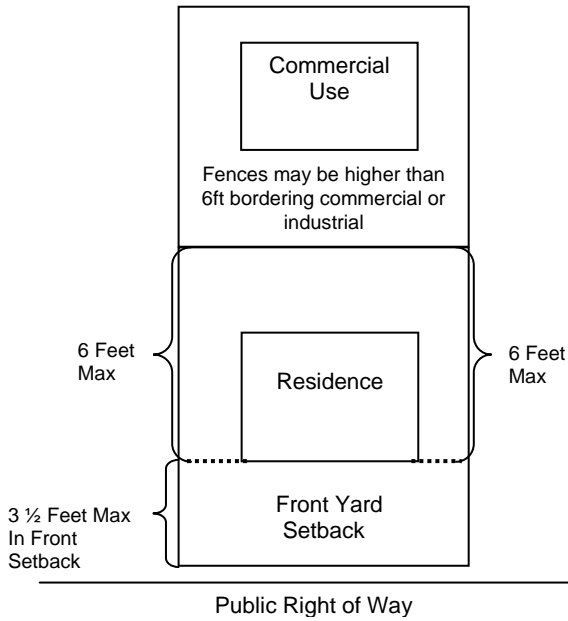 Commercial
Use
Fences may be higher than
6ft bordering commercial or
industrial
6 Feet
Max
6 Feet
Max
Residence
3 ½ Feet Max
In Front
Setback
Front Yard
Setback
Public Right of Way